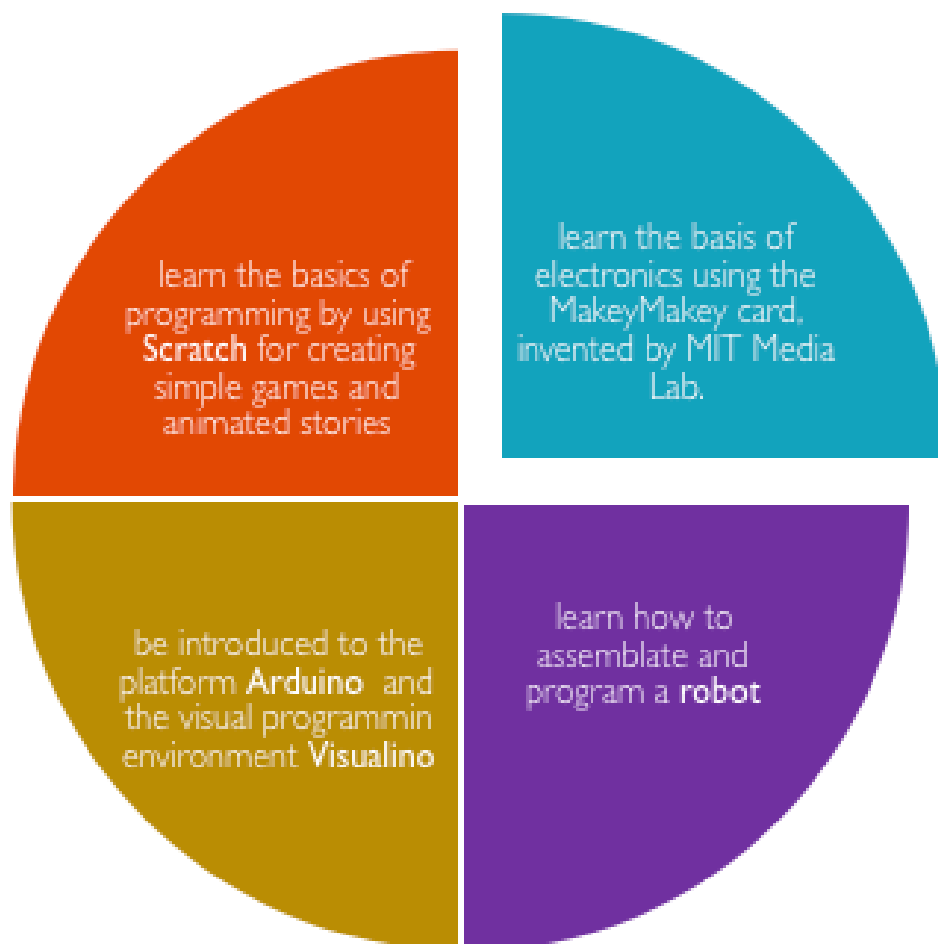 learn the basics of
programming by using
Scratch for creating
simple games and
animated stories
learn the basis of
electronics using the
MakeyMakey card,
invented by MIT Media
Lab.
be introduced to the
platform Arduino and
the visual programmin
environment Visualino
learn how to
assemblate and
program a robot